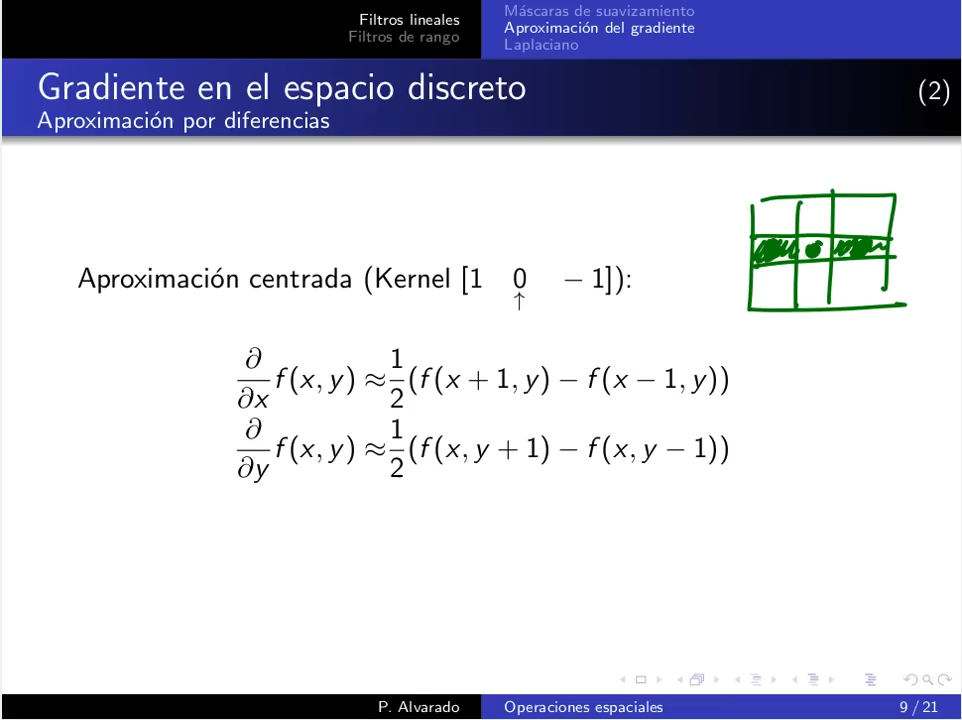 Filtros lineales
Filtros de rango
Máscaras de suavizamiento
Aproximación del gradiente
Laplaciano
Gradiente en el espacio discreto (2)
Aproximación por diferencias
Aproximación centrada (Kernel [1 0 − 1]):
↑
∂/∂x f(x, y) ≈ 1/2 (f(x + 1, y) − f(x − 1, y))
∂/∂y f(x, y) ≈ 1/2 (f(x, y + 1) − f(x, y − 1))
P. Alvarado Operaciones espaciales 9 / 21